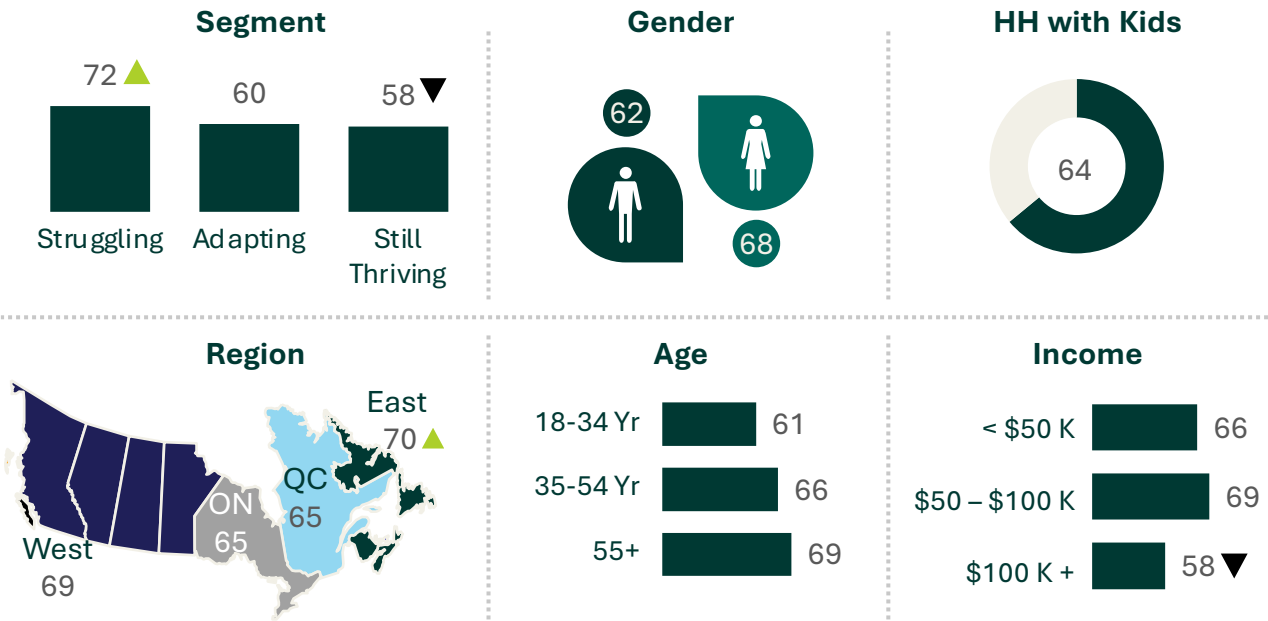 Segment
72
60
58
Struggling
Adapting
Still
Thriving
Gender
62
68
HH with Kids
64
Region
East
70
QC
65
ON
65
West
69
Age
18-34 Yr
61
35-54 Yr
66
55+
69
Income
< $50 K
66
$50 – $100 K
69
$100 K +
58